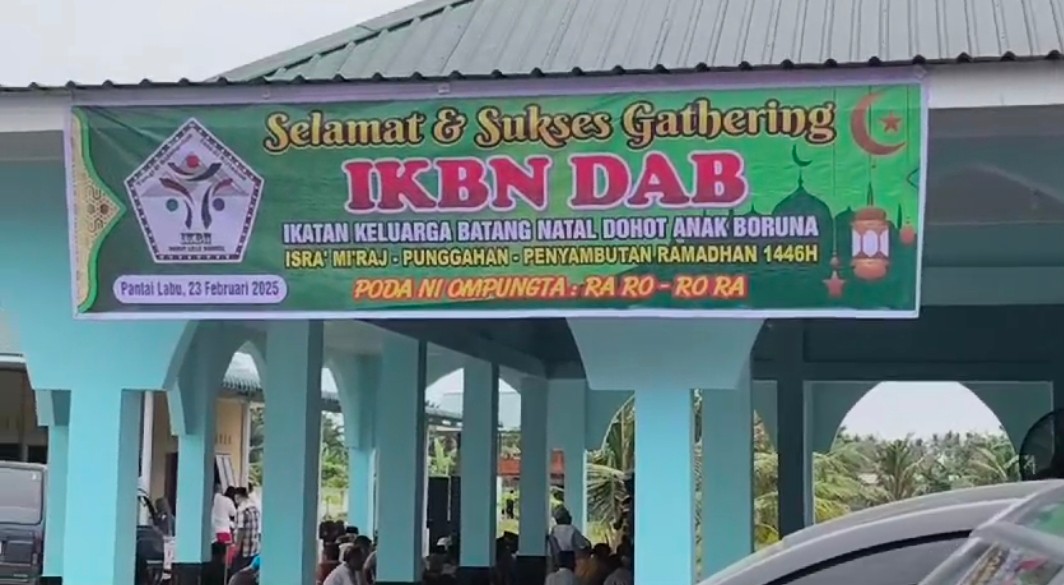 Selamat & Sukses Gathering
IKBN DAB
IKATAN KELUARGA BATANG NATAL DOHOT ANAK BORUNA
ISRA' MI'RAJ - PUNGGAHAN - PENYAMBUTAN RAMADHAN 1446H
PODA NI OMPUNGTA : RA RO - RO RA
IKBN
Pantai Labu, 23 Februari 2025